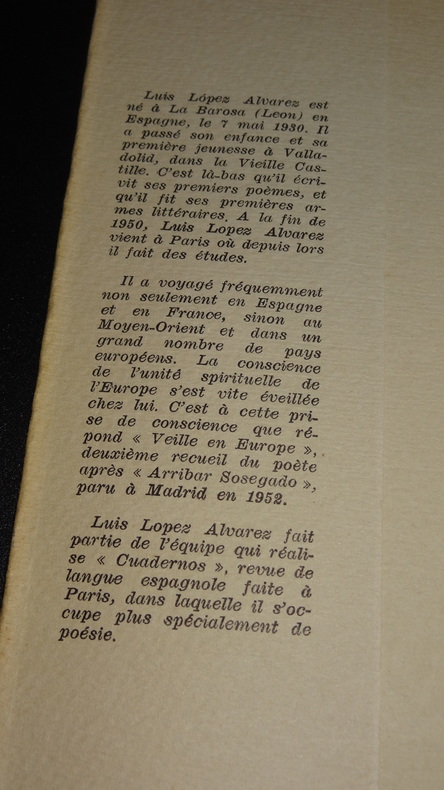 Luis López Alvarez est
né à La Barosa (Leon) en
Espagne, le 7 mai 1930. Il
a passé son enfance et sa
première jeunesse à Valla-
dolid, dans la Vieille Cas-
tille. C'est là-bas qu'il écri-
vit ses premiers poèmes, et
qu'il fit ses premières ar-
mes littéraires. A la fin de
1950, Luis Lopez Alvarez
vient à Paris où depuis lors
il fait des études.
Il a voyagé fréquemment
non seulement en Espagne
et en France, sinon au
Moyen-Orient et dans un
grand nombre de pays
européens. La conscience
de l'unité spirituelle de
l'Europe s'est vite éveillée
chez lui. C'est à cette pri-
se de conscience que ré-
pond « Veille en Europe »,
deuxième recueil du poète
après « Arribar Sosegado »,
paru à Madrid en 1952.
Luis Lopez Alvarez fait
partie de l'équipe qui réali-
se « Cuadernos », revue de
langue espagnole faite à
Paris, dans laquelle il s'oc-
cupe plus spécialement de
poésie.